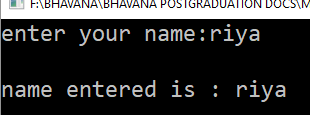 F:\BHAVANA\BHAVANA POSTGRADUATION DOCS\M
enter your name:riya
name entered is : riya